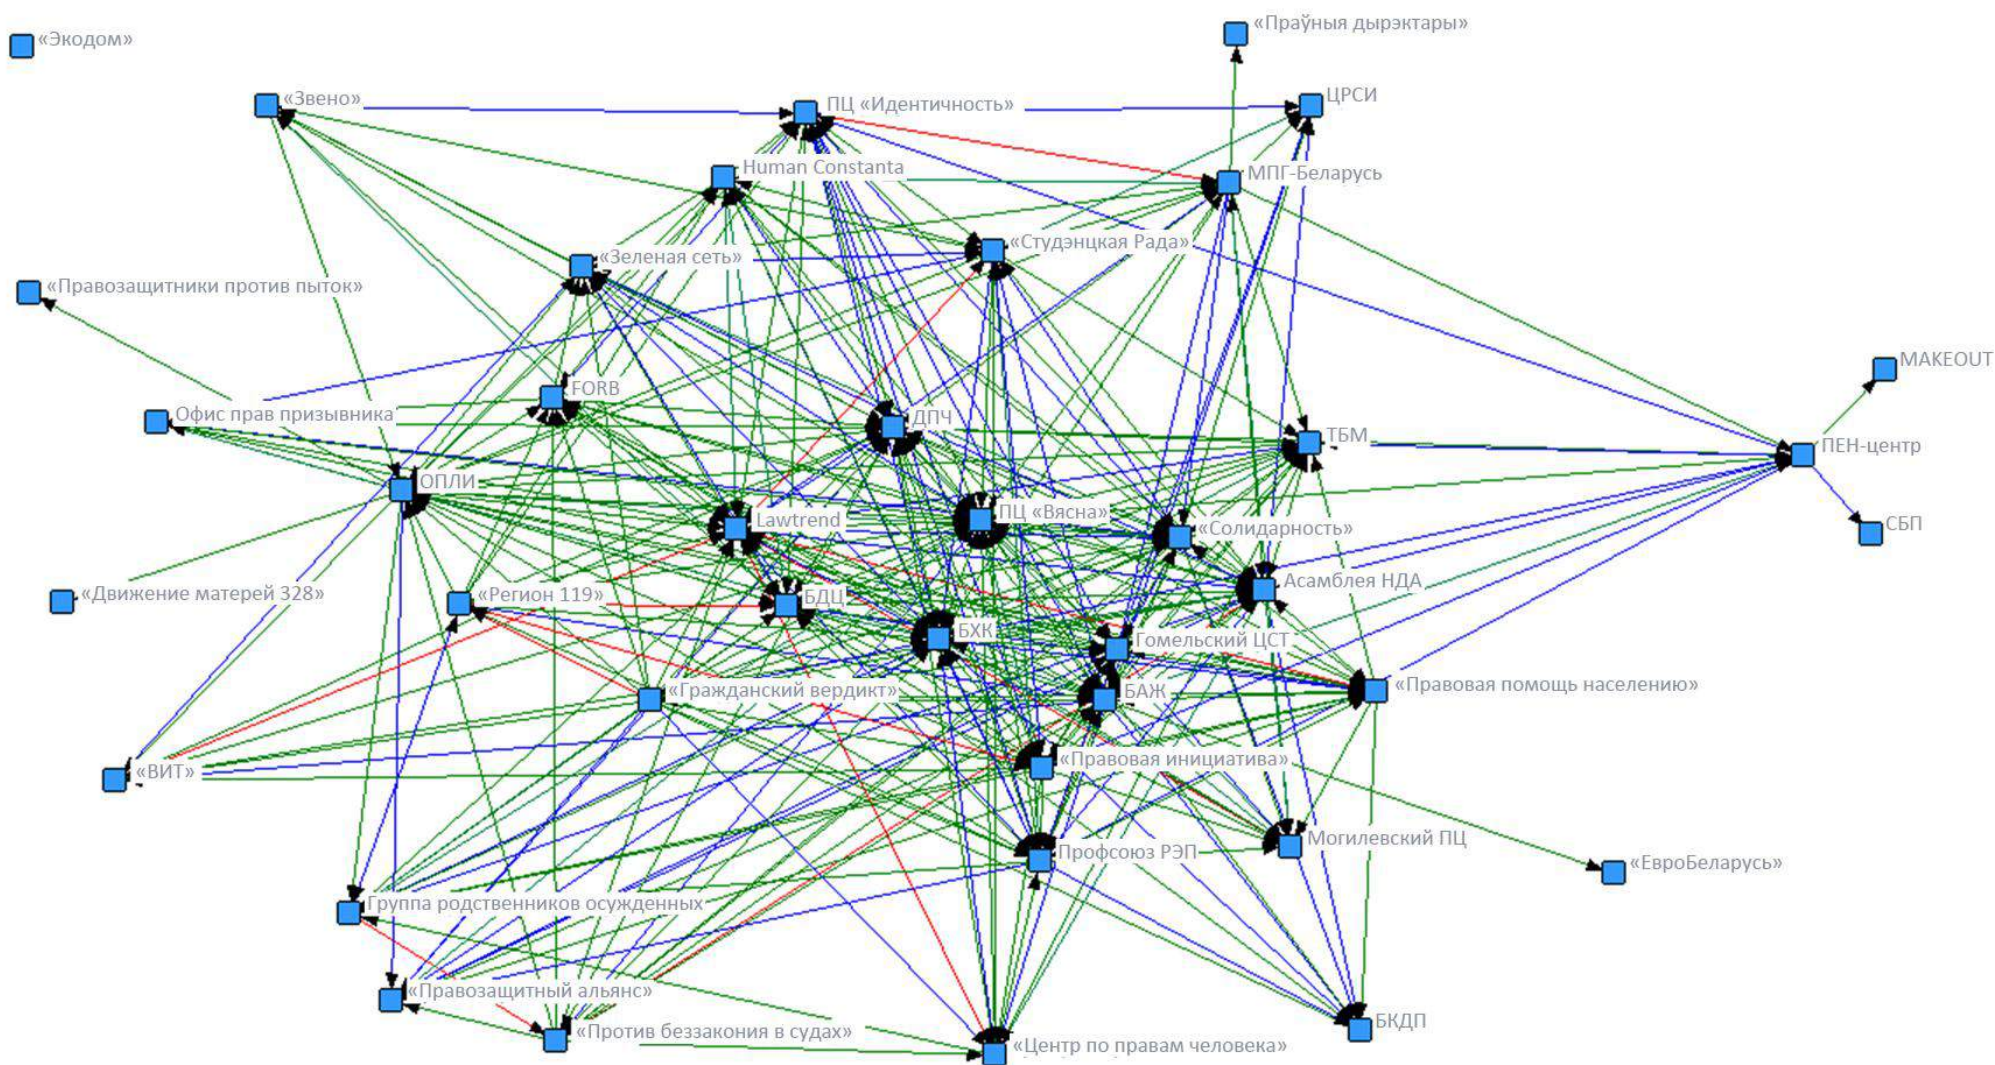 «Праўныя дырэктары»
«Экодом»
«Звено»
ПЦ «Идентичность»
ЦРСИ
Human Constanta
МПГ-Беларусь
«Студэнцкая Рада»
«Зеленая сеть»
«Правозащитники против пыток»
MAKEOUT
FORB
Офис прав призывника
ДПЧ
ТБМ
ПЕН-центр
ОПЛИ
Lawtrend
ПЦ «Вясна»
«Солидарность»
СБП
Асамблея НДА
«Движение матерей 328»
«Регион 119»
БДЦ
БХК
Гомельский ЦСТ
«Гражданский вердикт»
БАЖ
«Правовая помощь населению»
«Правовая инициатива»
«ВИТ»
Могилевский ПЦ
Профсоюз РЭП
«ЕвроБеларусь»
Группа родственников осужденных
«Правозащитный альянс»
БКДП
«Против беззакония в судах»
«Центр по правам человека»